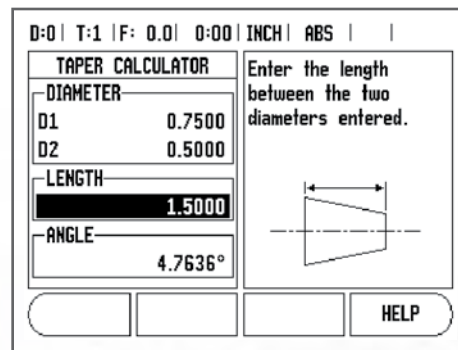 D:0| T:1 |F: 0.0| 0:00| INCH| ABS | |
TAPER CALCULATOR
DIAMETER
D1 0.7500
D2 0.5000
LENGTH
1.5000
ANGLE
4.7636°
Enter the length
between the two
diameters entered.
HELP